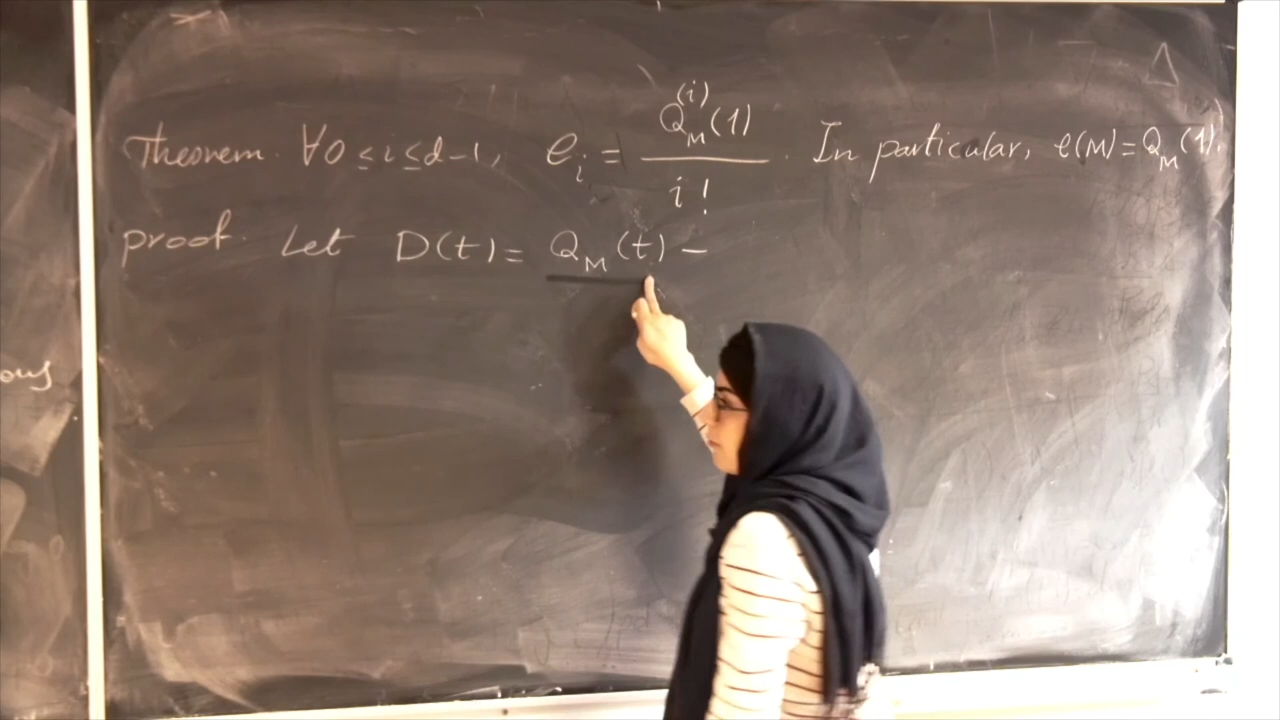 Theorem. ∀0≤i≤d-1, e_i = Q_M^{(i)}(1) / i! . In particular, e(M)=Q_M(1).
proof. Let D(t)= Q_M(t) -